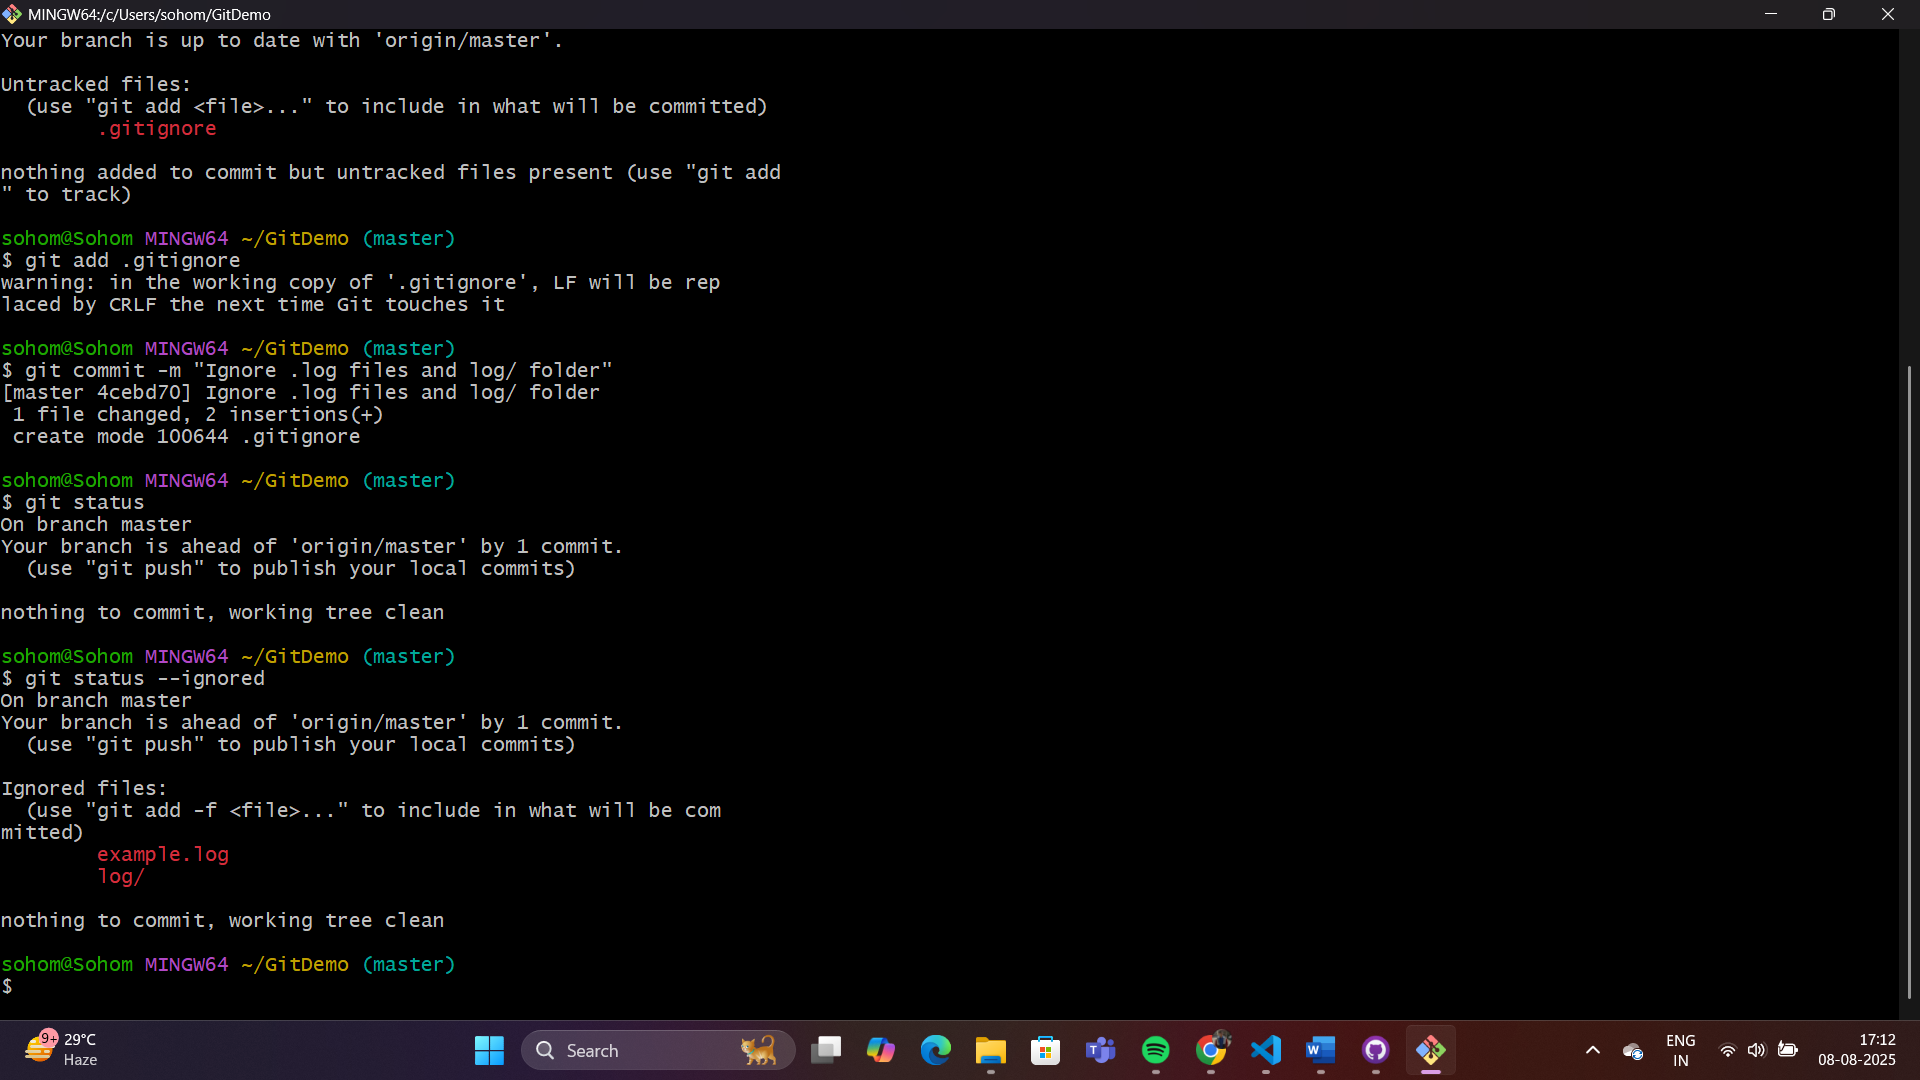 MINGW64:/c/Users/sohom/GitDemo
Your branch is up to date with 'origin/master'.
Untracked files:
  (use "git add <file>..." to include in what will be committed)
        .gitignore
nothing added to commit but untracked files present (use "git add
" to track)
sohom@Sohom MINGW64 ~/GitDemo (master)
$ git add .gitignore
warning: in the working copy of '.gitignore', LF will be rep
laced by CRLF the next time Git touches it
sohom@Sohom MINGW64 ~/GitDemo (master)
$ git commit -m "Ignore .log files and log/ folder"
[master 4cebd70] Ignore .log files and log/ folder
 1 file changed, 2 insertions(+)
 create mode 100644 .gitignore
sohom@Sohom MINGW64 ~/GitDemo (master)
$ git status
On branch master
Your branch is ahead of 'origin/master' by 1 commit.
  (use "git push" to publish your local commits)
nothing to commit, working tree clean
sohom@Sohom MINGW64 ~/GitDemo (master)
$ git status --ignored
On branch master
Your branch is ahead of 'origin/master' by 1 commit.
  (use "git push" to publish your local commits)
Ignored files:
  (use "git add -f <file>..." to include in what will be com
mitted)
        example.log
        log/
nothing to commit, working tree clean
sohom@Sohom MINGW64 ~/GitDemo (master)
$
9+
29°C
Haze
Search
ENG
IN
17:12
08-08-2025